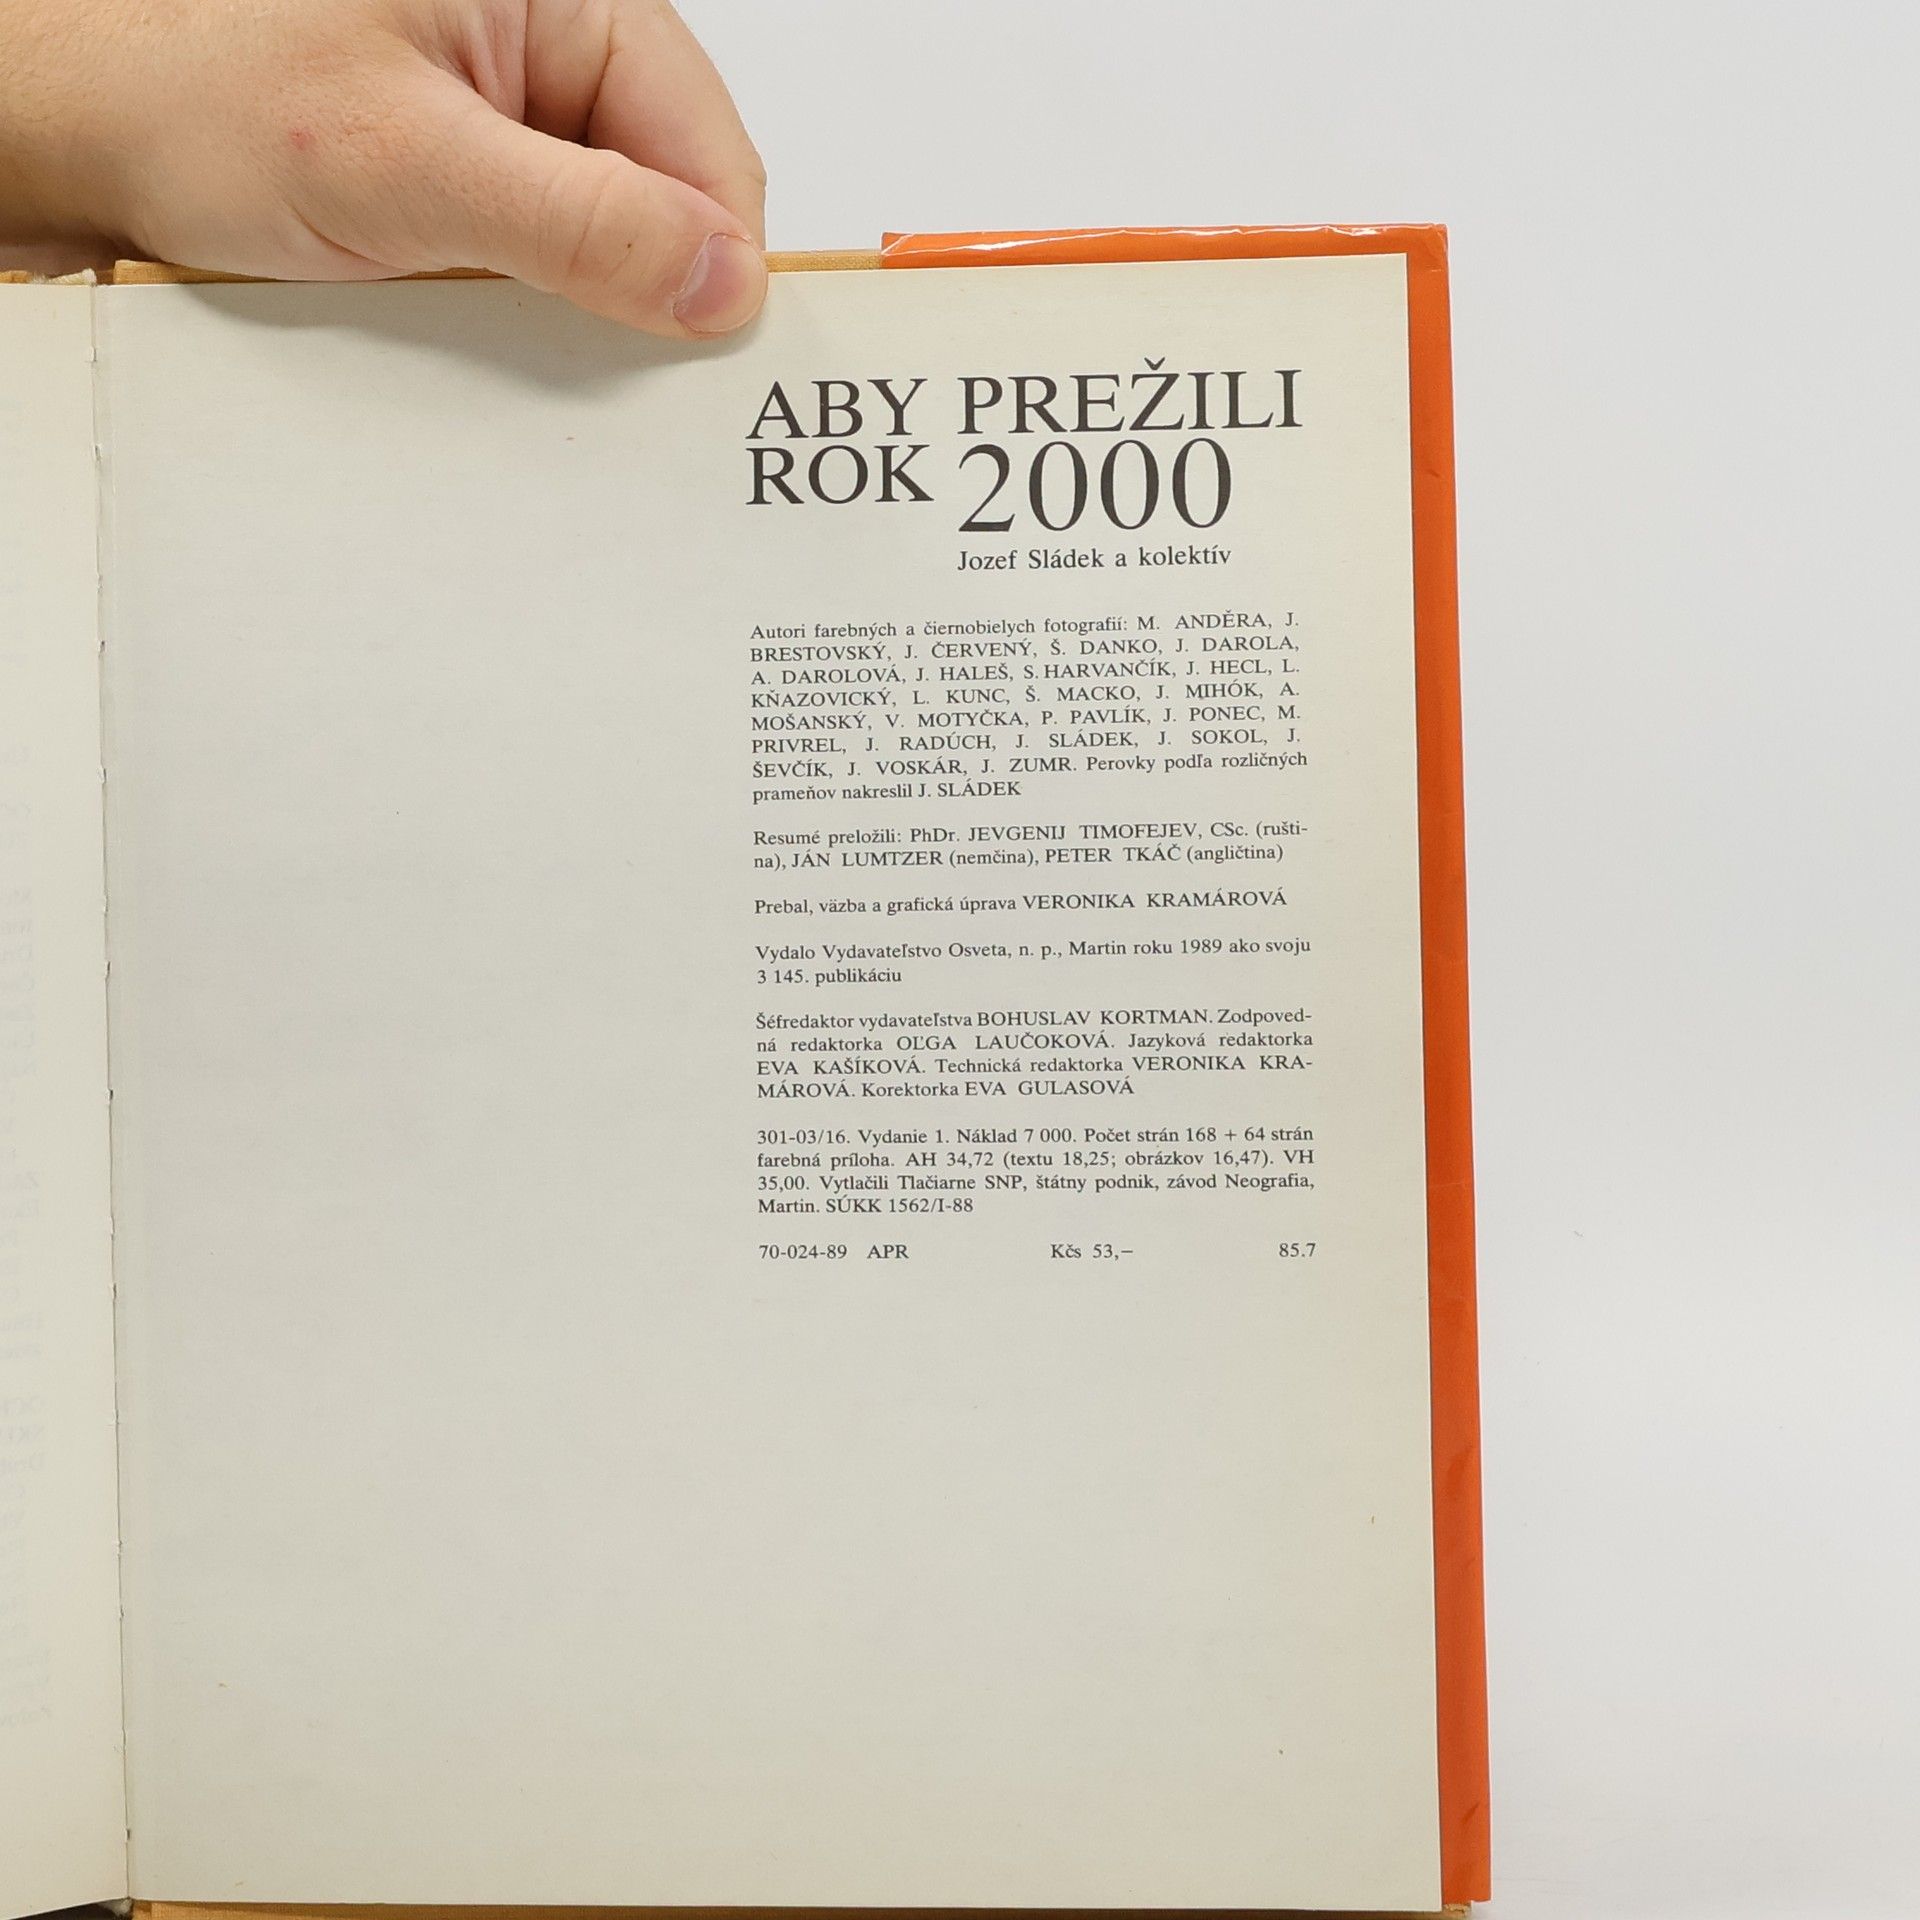 ABY PREŽILI
ROK 2000
Jozef Sládek a kolektív
Autori farebných a čiernobielych fotografií: M. ANDĚRA, J.
BRESTOVSKÝ, J. ČERVENÝ, Š. DANKO, J. DAROLA,
A. DAROLOVÁ, J. HALEŠ, S. HARVANČÍK, J. HECL, L.
KŇAZOVICKÝ, L. KUNC, Š. MACKO, J. MIHÓK, A.
MOŠANSKÝ, V. MOTYČKA, P. PAVLÍK, J. PONEC, M.
PRIVREL, J. RADÚCH, J. SLÁDEK, J. SOKOL, J.
ŠEVČÍK, J. VOSKÁR, J. ZUMR. Perovky podľa rozličných
prameňov nakreslil J. SLÁDEK
Resumé preložili: PhDr. JEVGENIJ TIMOFEJEV, CSc. (rušti-
na), JÁN LUMTZER (nemčina), PETER TKÁČ (angličtina)
Prebal, väzba a grafická úprava VERONIKA KRAMÁROVÁ
Vydalo Vydavateľstvo Osveta, n. p., Martin roku 1989 ako svoju
3 145. publikáciu
Šéfredaktor vydavateľstva BOHUSLAV KORTMAN. Zodpoved-
ná redaktorka OĽGA LAUČOKOVÁ. Jazyková redaktorka
EVA KAŠÍKOVÁ. Technická redaktorka VERONIKA KRA-
MÁROVÁ. Korektorka EVA GULASOVÁ
301-03/16. Vydanie 1. Náklad 7 000. Počet strán 168 + 64 strán
farebná príloha. AH 34,72 (textu 18,25; obrázkov 16,47). VH
35,00. Vytlačili Tlačiarne SNP, štátny podnik, závod Neografia,
Martin. SÚKK 1562/I-88
70-024-89 APR Kčs 53,– 85.7